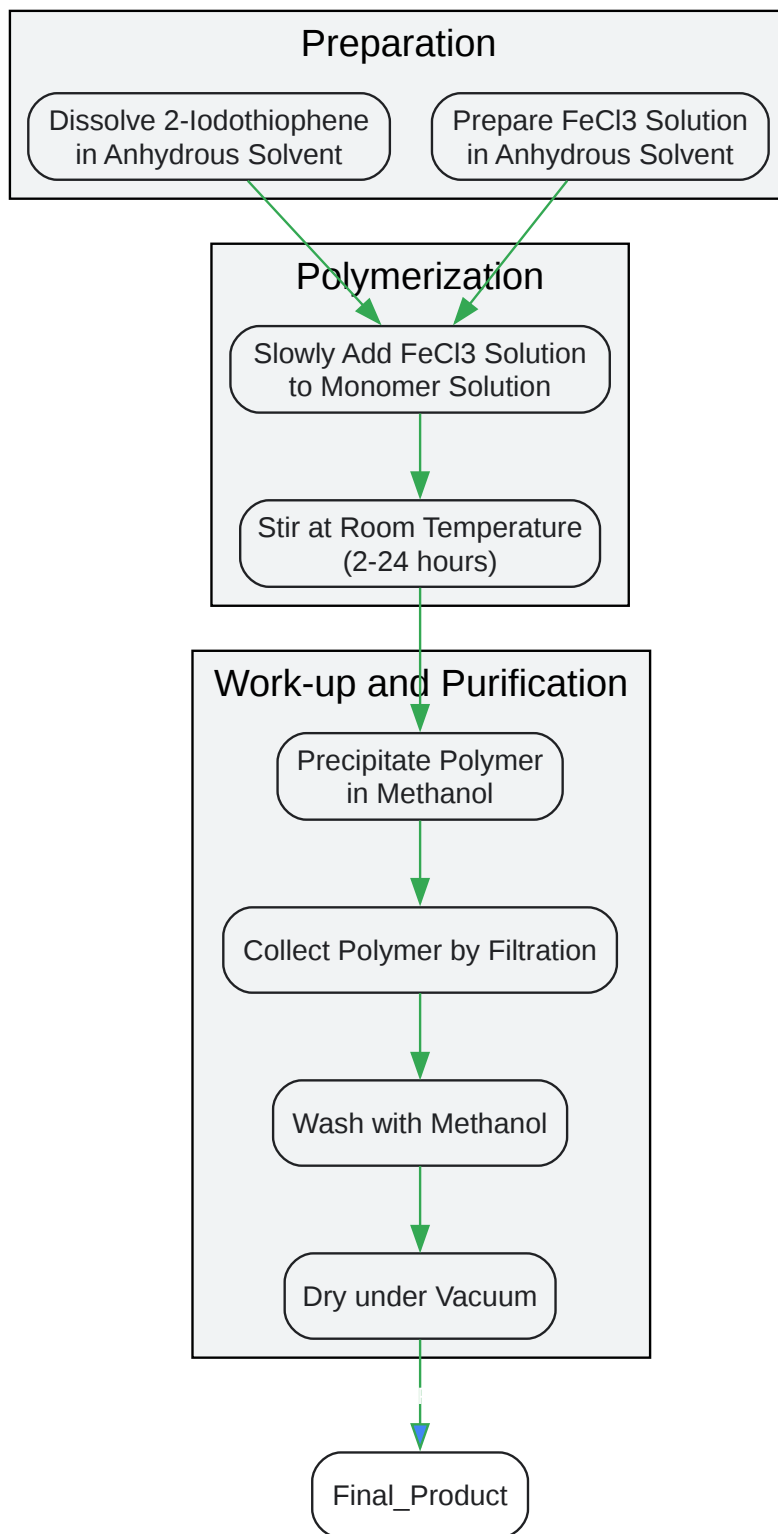 Preparation
Dissolve 2-Iodothiophene
in Anhydrous Solvent
Prepare FeCl3 Solution
in Anhydrous Solvent
Polymerization
Slowly Add FeCl3 Solution
to Monomer Solution
Stir at Room Temperature
(2-24 hours)
Work-up and Purification
Precipitate Polymer
in Methanol
Collect Polymer by Filtration
Wash with Methanol
Dry under Vacuum
Final_Product